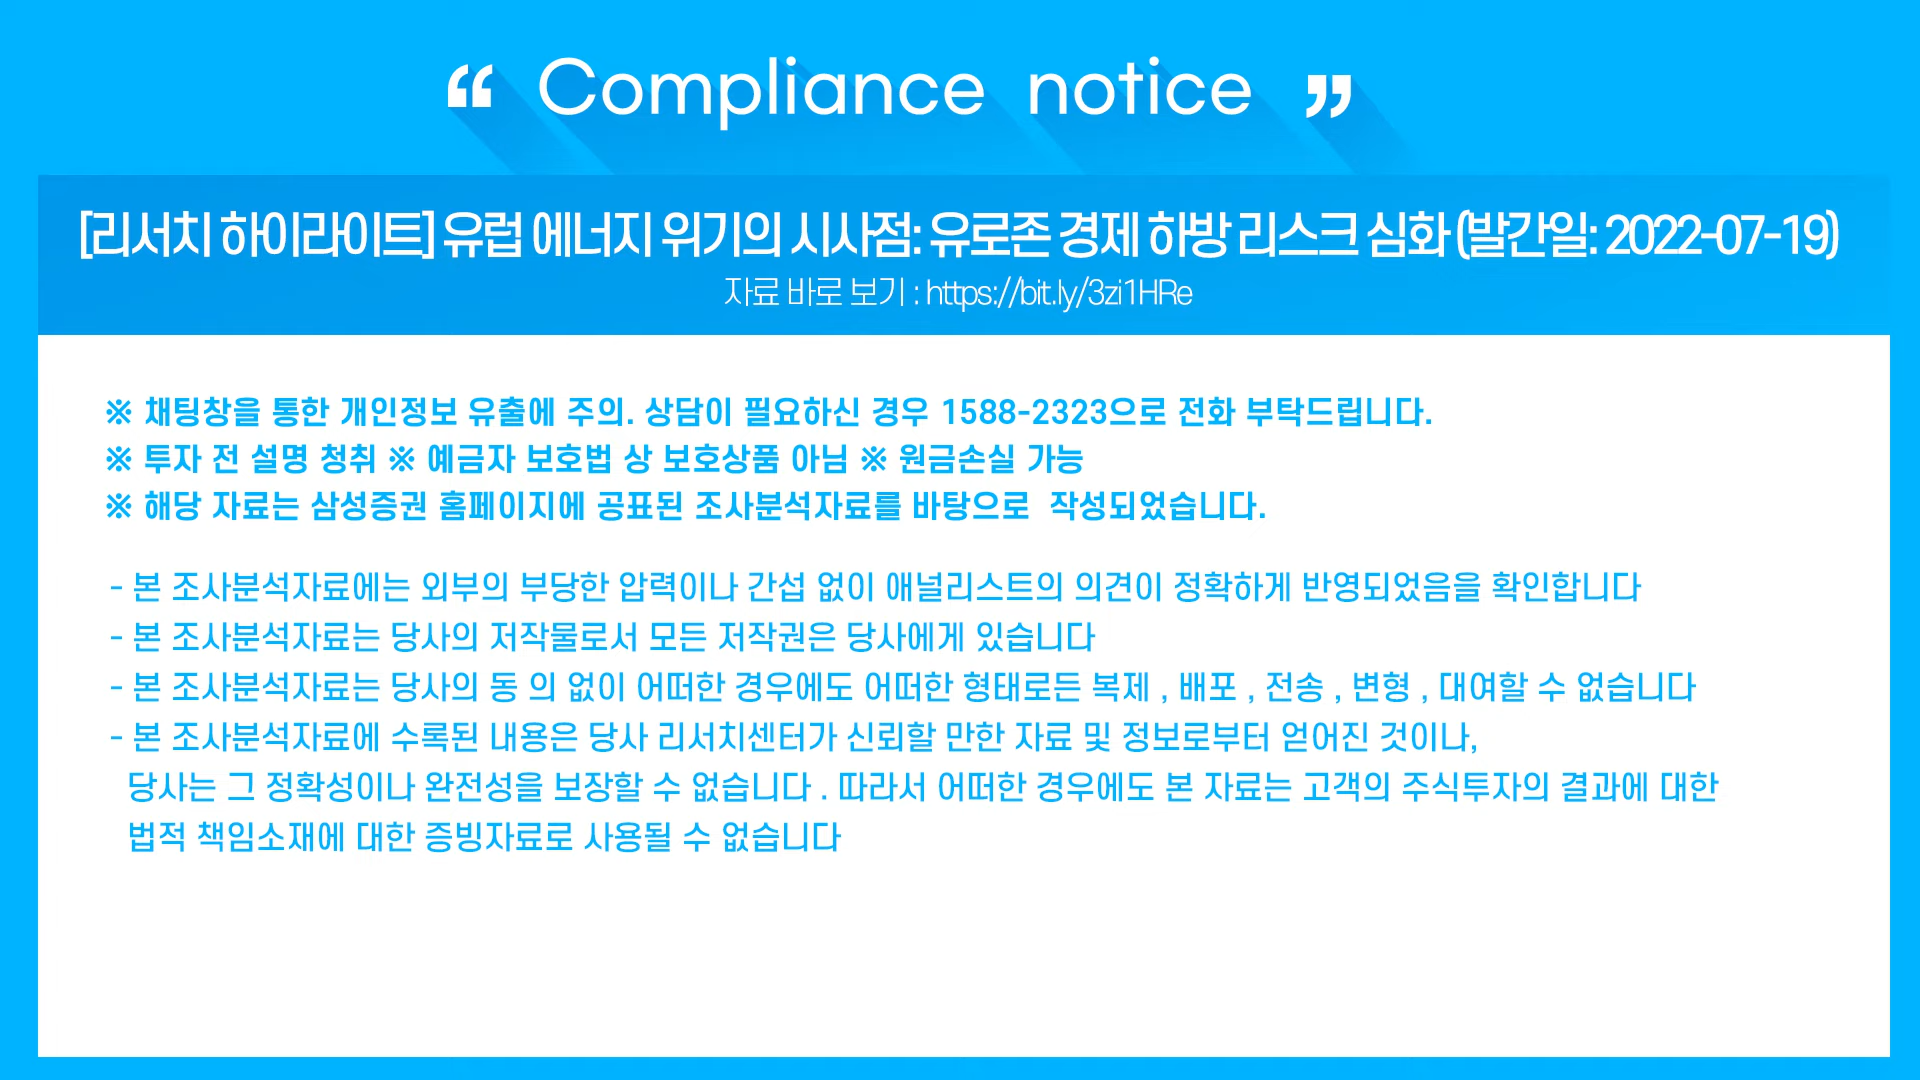 “ Compliance notice ”
[리서치 하이라이트] 유럽 에너지 위기의 시사점: 유로존 경제 하방 리스크 심화 (발간일: 2022-07-19)
자료 바로 보기 : https://bit.ly/3zi1HRe
※ 채팅창을 통한 개인정보 유출에 주의. 상담이 필요하신 경우 1588-2323으로 전화 부탁드립니다.
※ 투자 전 설명 청취 ※ 예금자 보호법 상 보호상품 아님 ※ 원금손실 가능
※ 해당 자료는 삼성증권 홈페이지에 공표된 조사분석자료를 바탕으로 작성되었습니다.
- 본 조사분석자료에는 외부의 부당한 압력이나 간섭 없이 애널리스트의 의견이 정확하게 반영되었음을 확인합니다
- 본 조사분석자료는 당사의 저작물로서 모든 저작권은 당사에게 있습니다
- 본 조사분석자료는 당사의 동 의 없이 어떠한 경우에도 어떠한 형태로든 복제 , 배포 , 전송 , 변형 , 대여할 수 없습니다
- 본 조사분석자료에 수록된 내용은 당사 리서치센터가 신뢰할 만한 자료 및 정보로부터 얻어진 것이나,
당사는 그 정확성이나 완전성을 보장할 수 없습니다 . 따라서 어떠한 경우에도 본 자료는 고객의 주식투자의 결과에 대한
법적 책임소재에 대한 증빙자료로 사용될 수 없습니다